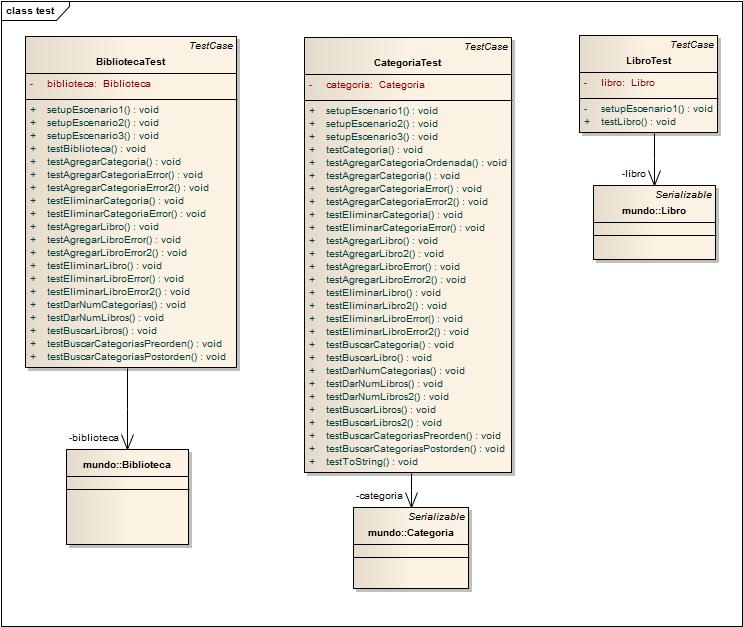 class test
TestCase
BibliotecaTest
- biblioteca: Biblioteca
+ setupEscenario1() : void
+ setupEscenario2() : void
+ setupEscenario3() : void
+ testBiblioteca() : void
+ testAgregarCategoria() : void
+ testAgregarCategoriaError() : void
+ testAgregarCategoriaError2() : void
+ testEliminarCategoria() : void
+ testEliminarCategoriaError() : void
+ testAgregarLibro() : void
+ testAgregarLibroError() : void
+ testAgregarLibroError2() : void
+ testEliminarLibro() : void
+ testEliminarLibroError() : void
+ testEliminarLibroError2() : void
+ testDarNumCategorias() : void
+ testDarNumLibros() : void
+ testBuscarLibros() : void
+ testBuscarCategoriasPreorden() : void
+ testBuscarCategoriasPostorden() : void
-biblioteca
mundo::Biblioteca
TestCase
CategoriaTest
- categoria: Categoria
+ setupEscenario1() : void
+ setupEscenario2() : void
+ setupEscenario3() : void
+ testCategoria() : void
+ testAgregarCategoriaOrdenada() : void
+ testAgregarCategoria() : void
+ testAgregarCategoriaError() : void
+ testAgregarCategoriaError2() : void
+ testEliminarCategoria() : void
+ testEliminarCategoriaError() : void
+ testAgregarLibro() : void
+ testAgregarLibro2() : void
+ testAgregarLibroError() : void
+ testAgregarLibroError2() : void
+ testEliminarLibro() : void
+ testEliminarLibro2() : void
+ testEliminarLibroError() : void
+ testEliminarLibroError2() : void
+ testBuscarCategoria() : void
+ testBuscarLibro() : void
+ testDarNumCategorias() : void
+ testDarNumLibros() : void
+ testDarNumLibros2() : void
+ testBuscarLibros() : void
+ testBuscarLibros2() : void
+ testBuscarCategoriasPreorden() : void
+ testBuscarCategoriasPostorden() : void
+ testToString() : void
-categoria
Serializable
mundo::Categoria
TestCase
LibroTest
- libro: Libro
- setupEscenario1() : void
+ testLibro() : void
-libro
Serializable
mundo::Libro